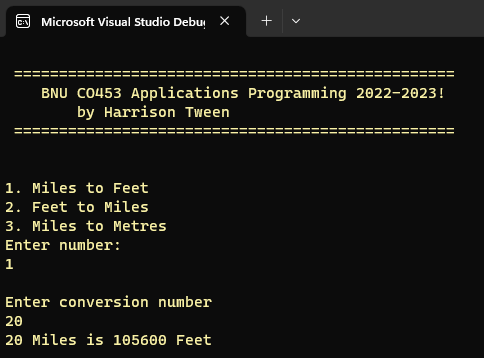 Microsoft Visual Studio Debug
==================================================
BNU CO453 Applications Programming 2022-2023!
by Harrison Tween
==================================================
1. Miles to Feet
2. Feet to Miles
3. Miles to Metres
Enter number:
1
Enter conversion number
20
20 Miles is 105600 Feet